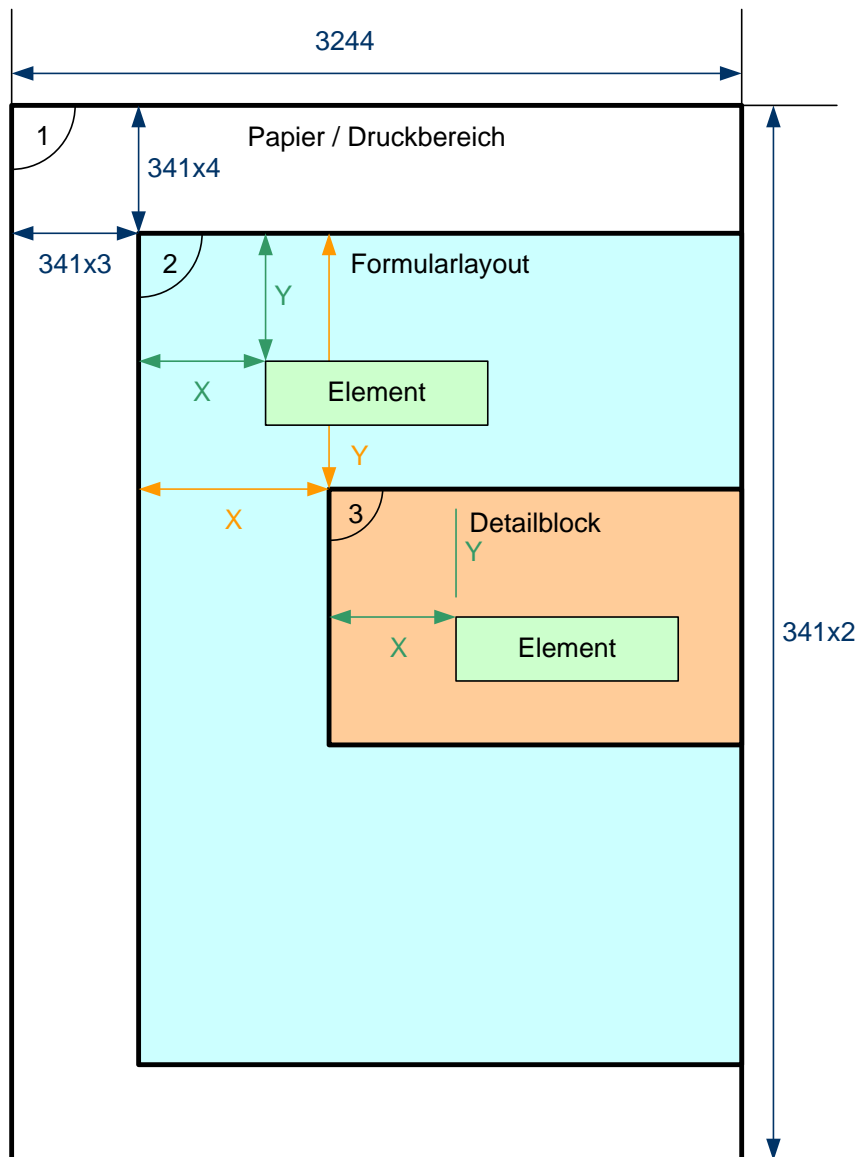 3244
1
Papier / Druckbereich
341x4
341x3
2
Formularlayout
Y
X
Element
Y
X
3
Detailblock
Y
X
Element
341x2